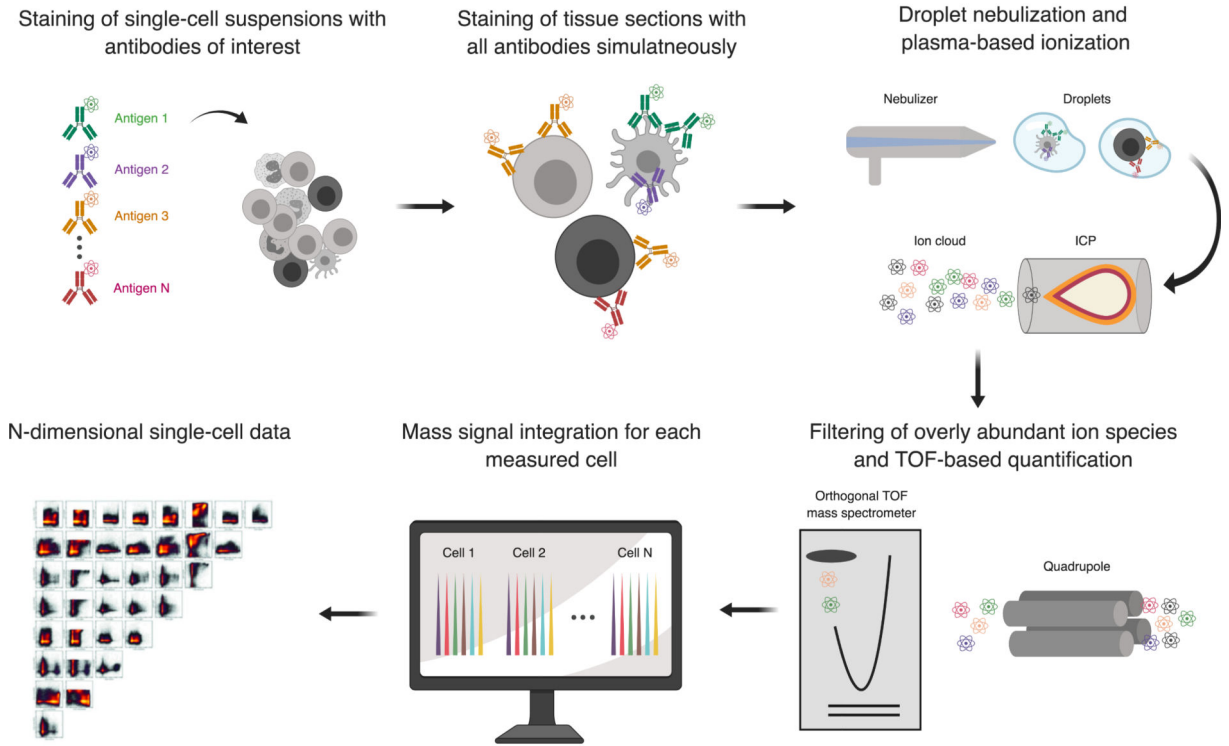 Staining of single-cell suspensions with
antibodies of interest
Antigen 1
Antigen 2
Antigen 3
Antigen N
Staining of tissue sections with
all antibodies simulatneously
Droplet nebulization and
plasma-based ionization
Nebulizer
Droplets
Ion cloud
ICP
N-dimensional single-cell data
Mass signal integration for each
measured cell
Cell 1
Cell 2
Cell N
Filtering of overly abundant ion species
and TOF-based quantification
Orthogonal TOF
mass spectrometer
Quadrupole